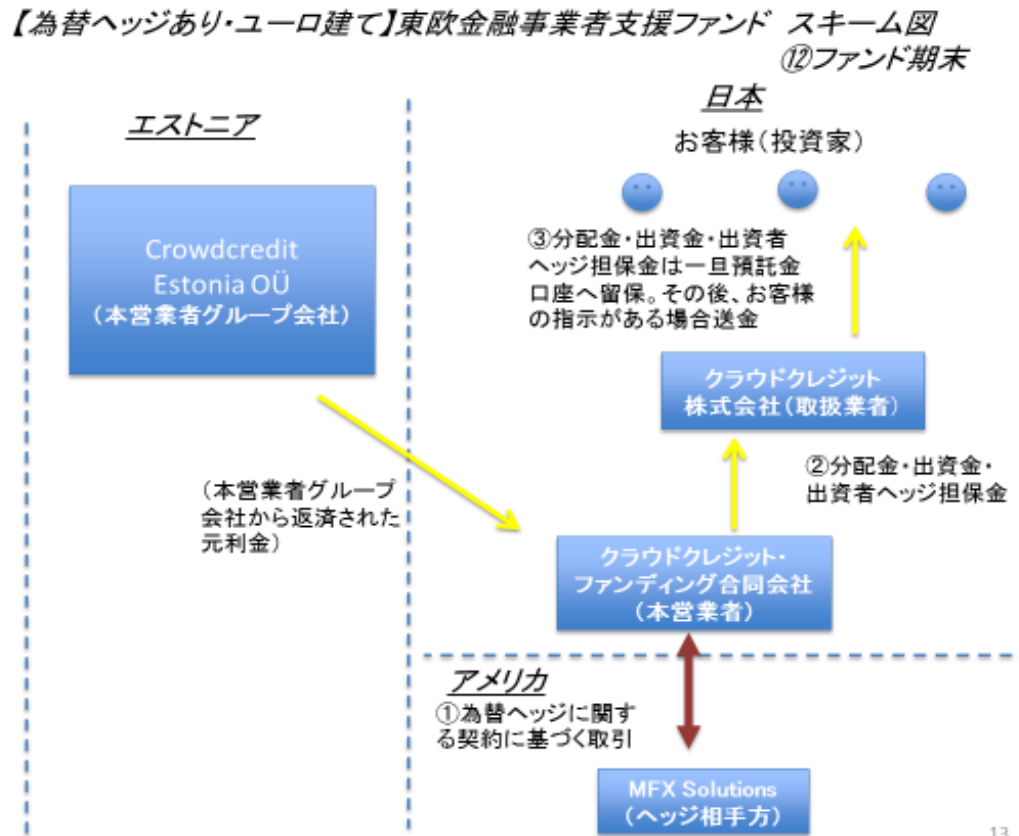 【為替ヘッジあり・ユーロ建て】東欧金融事業者支援ファンド スキーム図
⑫ファンド期末
エストニア
日本
お客様（投資家）
Crowdcredit
Estonia OÜ
（本営業者グループ会社）
③分配金・出資金・出資者
ヘッジ担保金は一旦預託金
口座へ留保。その後、お客様
の指示がある場合送金
クラウドクレジット
株式会社（取扱業者）
②分配金・出資金・
出資者ヘッジ担保金
（本営業者グループ
会社から返済された
元利金）
クラウドクレジット・
ファンディング合同会社
（本営業者）
アメリカ
①為替ヘッジに関す
る契約に基づく取引
MFX Solutions
（ヘッジ相手方）
13